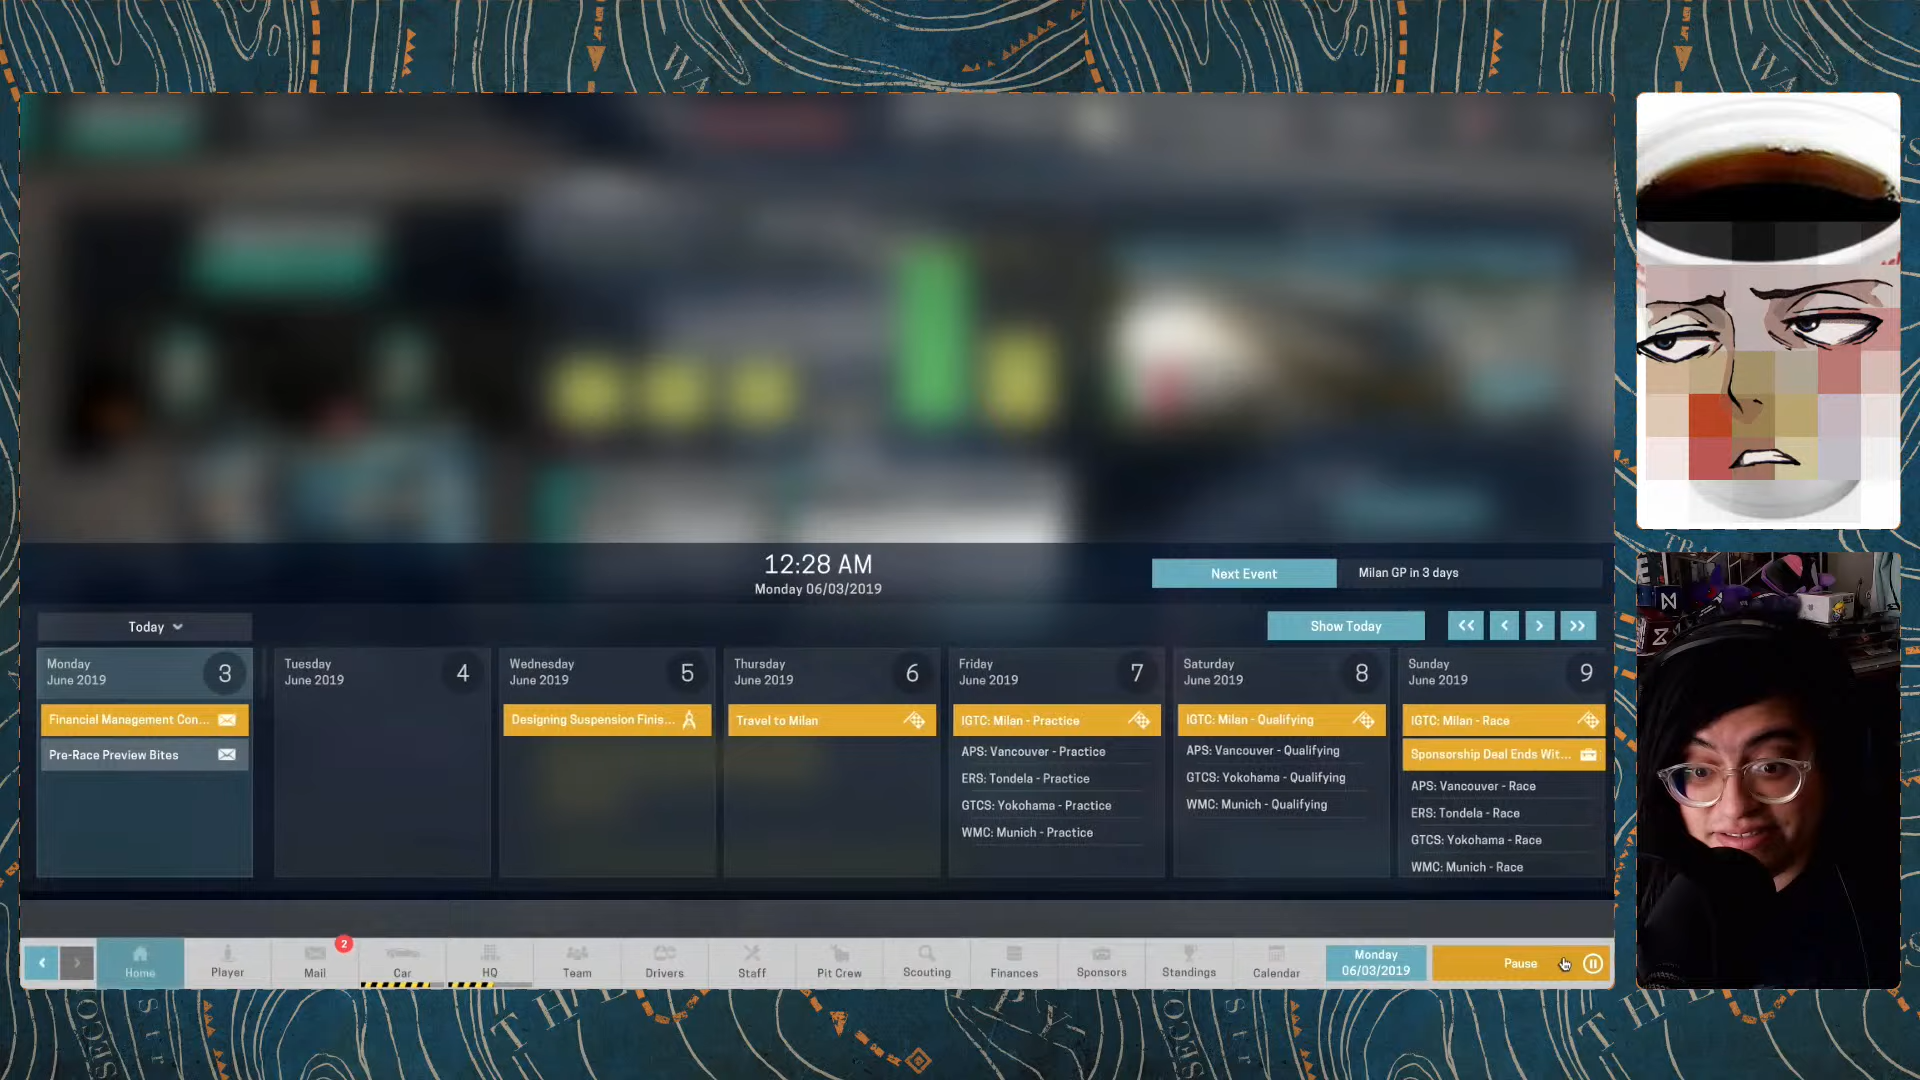 12:28 AM
Monday 06/03/2019
Next Event
Milan GP in 3 days
Today
Show Today
Monday
June 2019
3
Financial Management Con...
Pre-Race Preview Bites
Tuesday
June 2019
4
Wednesday
June 2019
5
Designing Suspension Finis...
Thursday
June 2019
6
Travel to Milan
Friday
June 2019
7
IGTC: Milan - Practice
APS: Vancouver - Practice
ERS: Tondela - Practice
GTCS: Yokohama - Practice
WMC: Munich - Practice
Saturday
June 2019
8
IGTC: Milan - Qualifying
APS: Vancouver - Qualifying
GTCS: Yokohama - Qualifying
WMC: Munich - Qualifying
Sunday
June 2019
9
IGTC: Milan - Race
Sponsorship Deal Ends Wit...
APS: Vancouver - Race
ERS: Tondela - Race
GTCS: Yokohama - Race
WMC: Munich - Race
Home
Player
Mail
2
Car
HQ
Team
Drivers
Staff
Pit Crew
Scouting
Finances
Sponsors
Standings
Calendar
Monday
06/03/2019
Pause